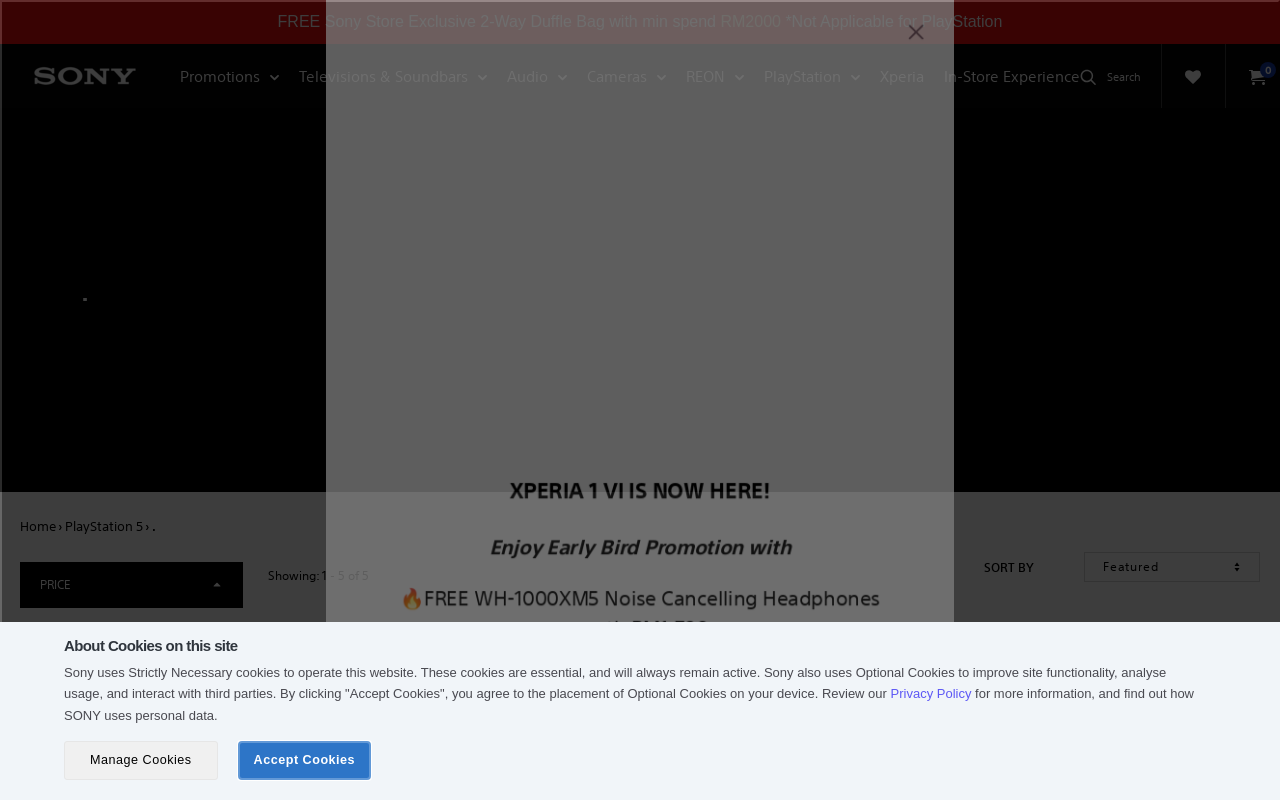 FREE Sony Store Exclusive 2-Way Duffle Bag with min spend RM2000 *Not Applicable for PlayStation
SONY Promotions Televisions & Soundbars Audio Cameras REON PlayStation Xperia In-Store Experience Search 0
XPERIA 1 VI IS NOW HERE!
Home › PlayStation 5 › .
Enjoy Early Bird Promotion with
PRICE
Showing: 1 - 5 of 5
SORT BY Featured
🔥FREE WH-1000XM5 Noise Cancelling Headphones
About Cookies on this site
Sony uses Strictly Necessary cookies to operate this website. These cookies are essential, and will always remain active. Sony also uses Optional Cookies to improve site functionality, analyse
usage, and interact with third parties. By clicking "Accept Cookies", you agree to the placement of Optional Cookies on your device. Review our Privacy Policy for more information, and find out how
SONY uses personal data.
Manage Cookies Accept Cookies